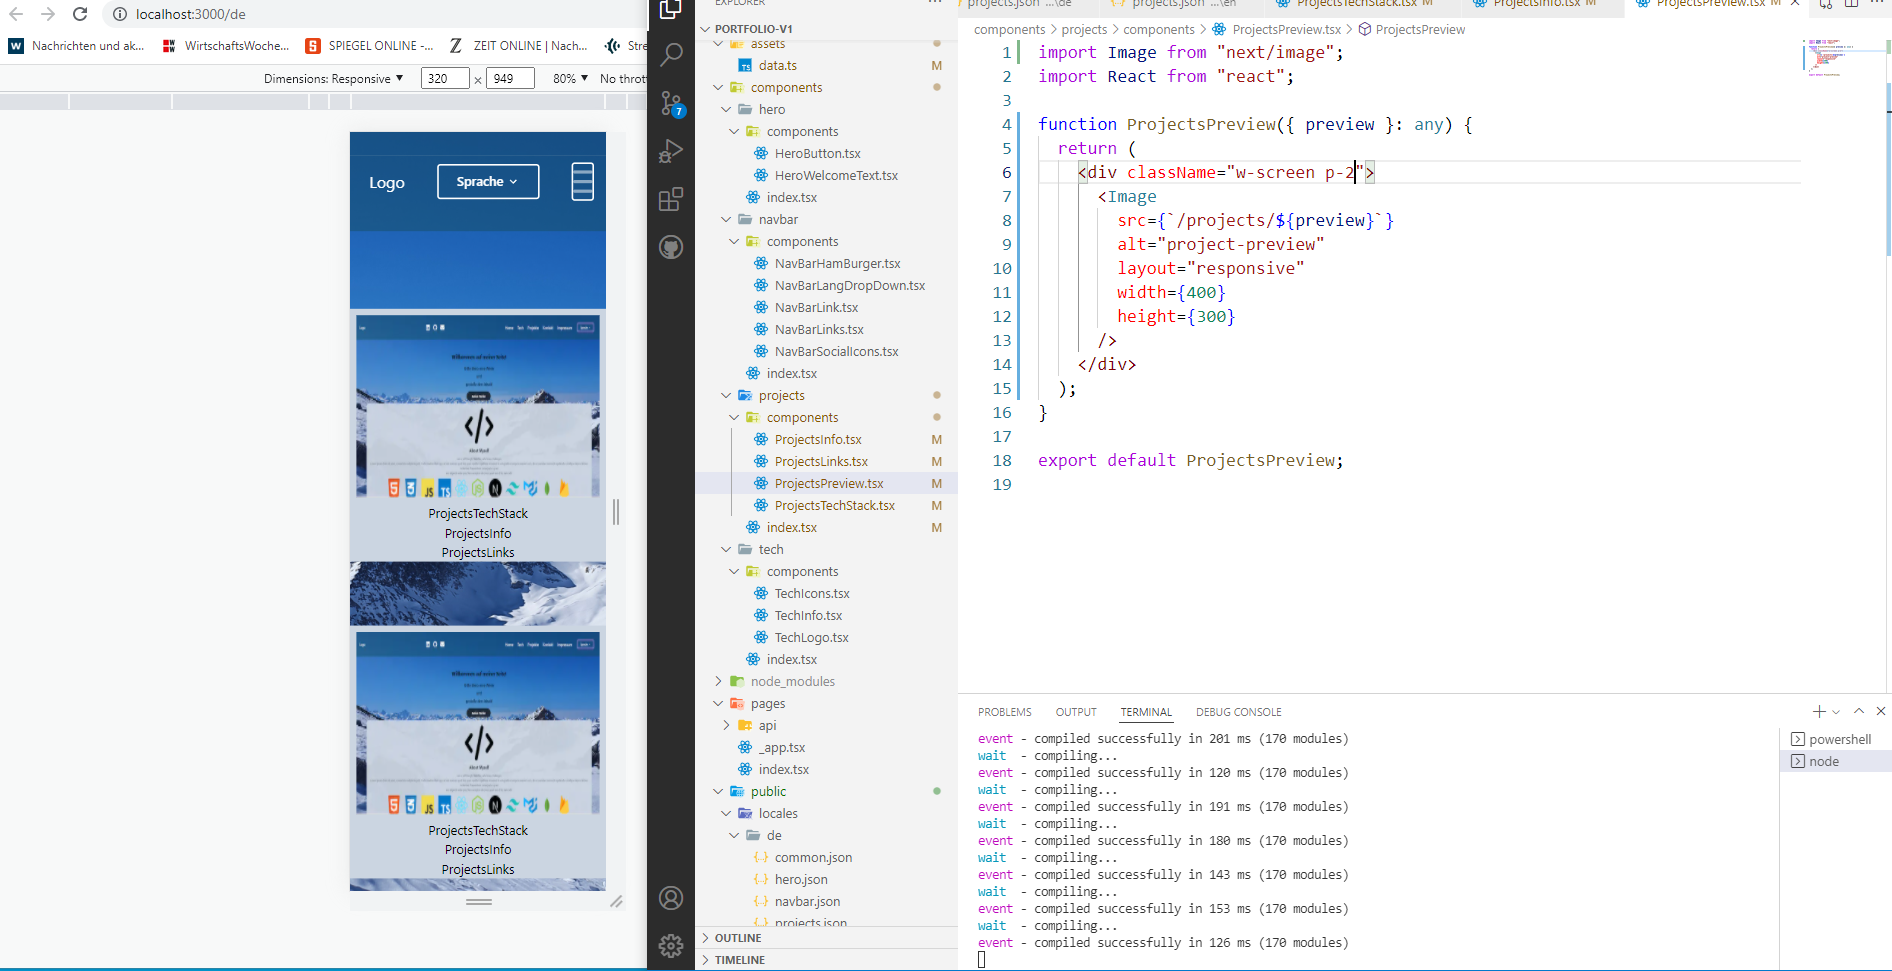 localhost:3000/de
Nachrichten und ak...
WirtschaftsWoche...
SPIEGEL ONLINE -...
ZEIT ONLINE | Nach...
Stre
Dimensions: Responsive ▼
320
x
949
80% ▼
No throt
Logo
Sprache
ProjectsTechStack
ProjectsInfo
ProjectsLinks
ProjectsTechStack
ProjectsInfo
ProjectsLinks
7
EXPLORER
PORTFOLIO-V1
assets
data.ts M
components
hero
components
HeroButton.tsx
HeroWelcomeText.tsx
index.tsx
navbar
components
NavBarHamBurger.tsx
NavBarLangDropDown.tsx
NavBarLink.tsx
NavBarLinks.tsx
NavBarSocialIcons.tsx
index.tsx
projects
components
ProjectsInfo.tsx M
ProjectsLinks.tsx M
ProjectsPreview.tsx M
ProjectsTechStack.tsx M
index.tsx M
tech
components
TechIcons.tsx
TechInfo.tsx
TechLogo.tsx
index.tsx
node_modules
pages
api
_app.tsx
index.tsx
public
locales
de
common.json
hero.json
navbar.json
projects.json
OUTLINE
TIMELINE
projects.json ...\de
projects.json ...\en
ProjectsTechStack.tsx M
ProjectsInfo.tsx M
ProjectsPreview.tsx M
components > projects > components > ProjectsPreview.tsx > ProjectsPreview
1 import Image from "next/image";
2 import React from "react";
3
4 function ProjectsPreview({ preview }: any) {
5 return (
6 <div className="w-screen p-2">
7 <Image
8 src={`/projects/${preview}`}
9 alt="project-preview"
10 layout="responsive"
11 width={400}
12 height={300}
13 />
14 </div>
15 );
16 }
17
18 export default ProjectsPreview;
19
PROBLEMS
OUTPUT
TERMINAL
DEBUG CONSOLE
event - compiled successfully in 201 ms (170 modules)
wait - compiling...
event - compiled successfully in 120 ms (170 modules)
wait - compiling...
event - compiled successfully in 191 ms (170 modules)
wait - compiling...
event - compiled successfully in 180 ms (170 modules)
wait - compiling...
event - compiled successfully in 143 ms (170 modules)
wait - compiling...
event - compiled successfully in 153 ms (170 modules)
wait - compiling...
event - compiled successfully in 126 ms (170 modules)
powershell
node